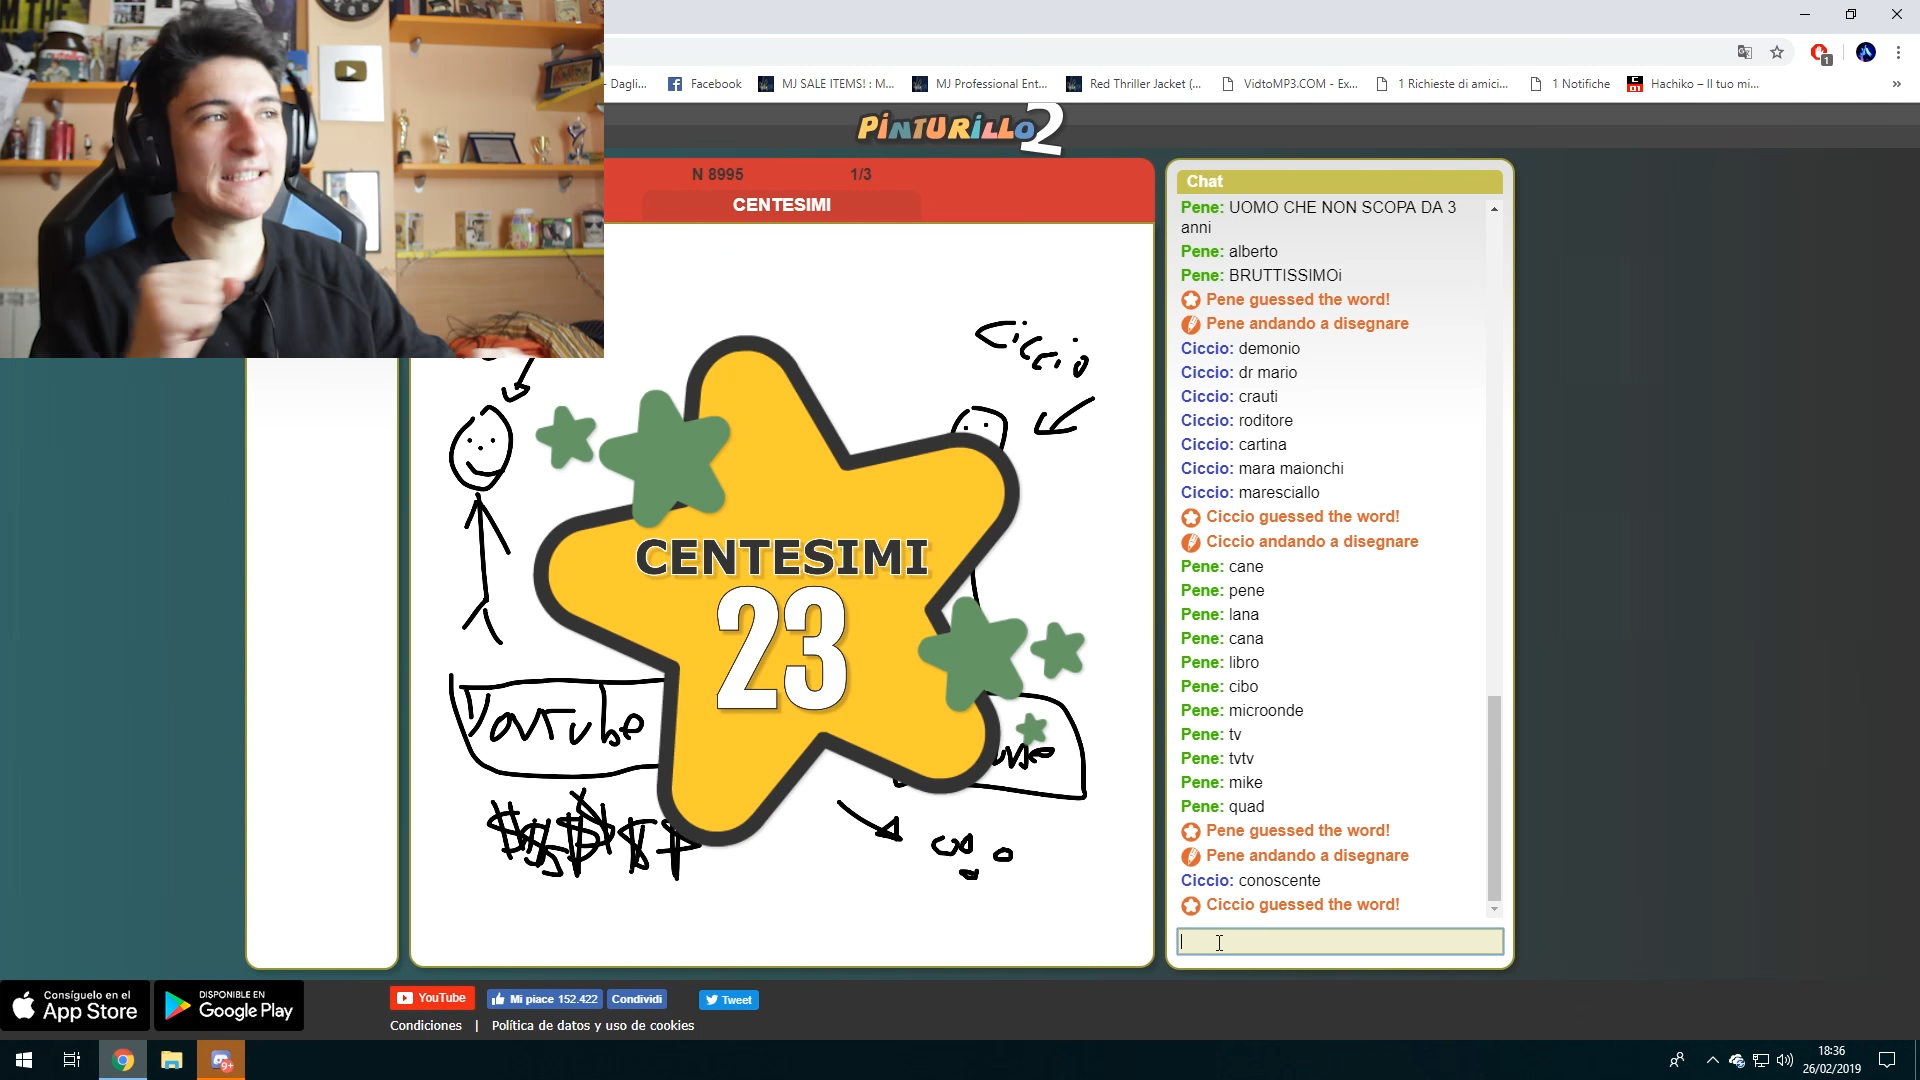 - Dagli...
Facebook
MJ SALE ITEMS! : M...
MJ Professional Ent...
Red Thriller Jacket (...
VidtoMP3.COM - Ex...
1 Richieste di amici...
1 Notifiche
Hachiko – Il tuo mi...
»
1
PINTURILLO2
N 8995
1/3
CENTESIMI
Chat
Pene: UOMO CHE NON SCOPA DA 3
anni
Pene: alberto
Pene: BRUTTISSIMOi
Pene guessed the word!
Pene andando a disegnare
Ciccio: demonio
Ciccio: dr mario
Ciccio: crauti
Ciccio: roditore
Ciccio: cartina
Ciccio: mara maionchi
Ciccio: maresciallo
Ciccio guessed the word!
Ciccio andando a disegnare
Pene: cane
Pene: pene
Pene: lana
Pene: cana
Pene: libro
Pene: cibo
Pene: microonde
Pene: tv
Pene: tvtv
Pene: mike
Pene: quad
Pene guessed the word!
Pene andando a disegnare
Ciccio: conoscente
Ciccio guessed the word!
Ciccio
CENTESIMI
23
YouTube
$$$$$$
Consíguelo en el
App Store
DISPONIBLE EN
Google Play
YouTube
Mi piace 152.422
Condividi
Tweet
Condiciones | Política de datos y uso de cookies
9+
18:36
26/02/2019